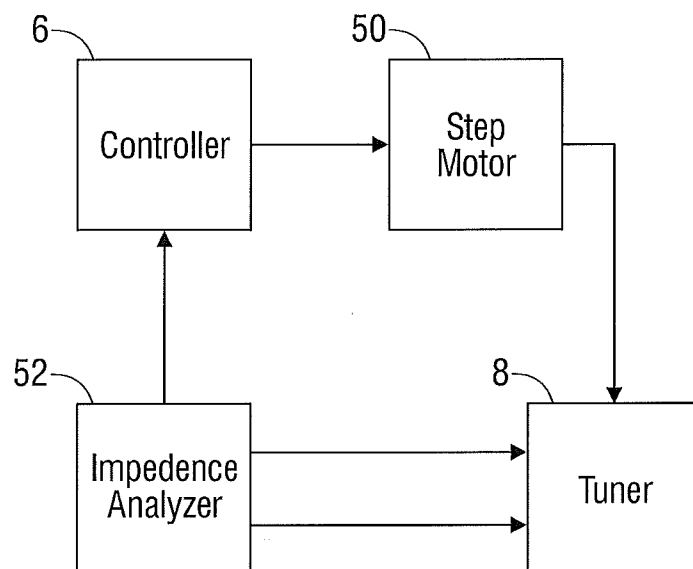 6
Controller
50
Step
Motor
52
Impedence
Analyzer
8
Tuner